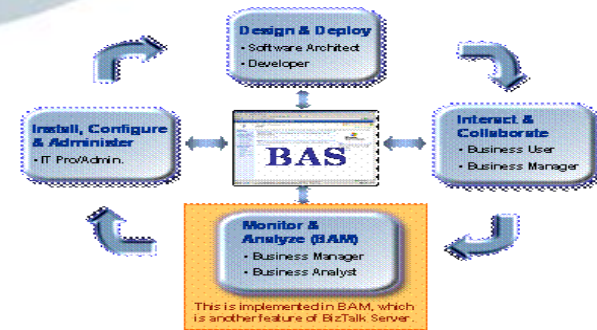 Design & Deploy
• Software Architect
• Developer
Install, Configure
& Administer
• IT Pro/Admin.
BAS
Interact &
Collaborate
• Business User
• Business Manager
Monitor &
Analyze (BAM)
• Business Manager
• Business Analyst
This is implemented in BAM, which
is another feature of BizTalk Server.